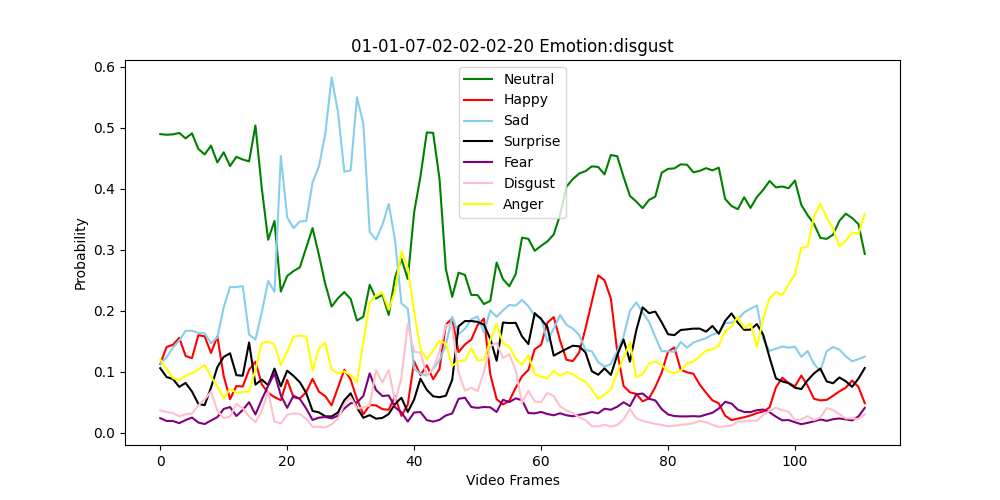 01-01-07-02-02-02-20 Emotion:disgust
Probability
0.6
0.5
0.4
0.3
0.2
0.1
0.0
Neutral
Happy
Sad
Surprise
Fear
Disgust
Anger
0 20 40 60 80 100
Video Frames